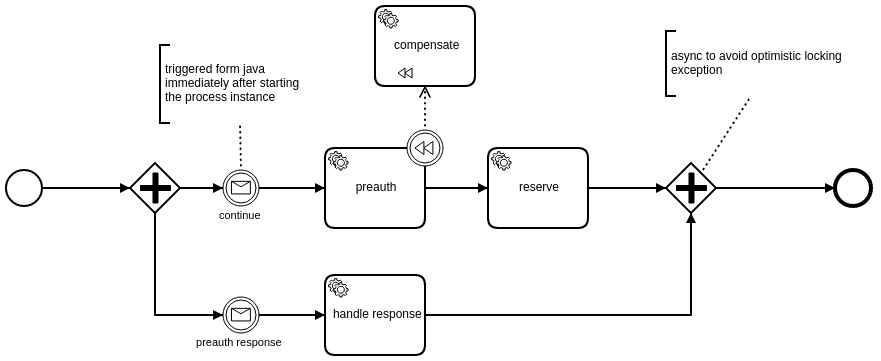 compensate
triggered form java
immediately after starting
the process instance
async to avoid optimistic locking
exception
continue
preauth
reserve
preauth response
handle response